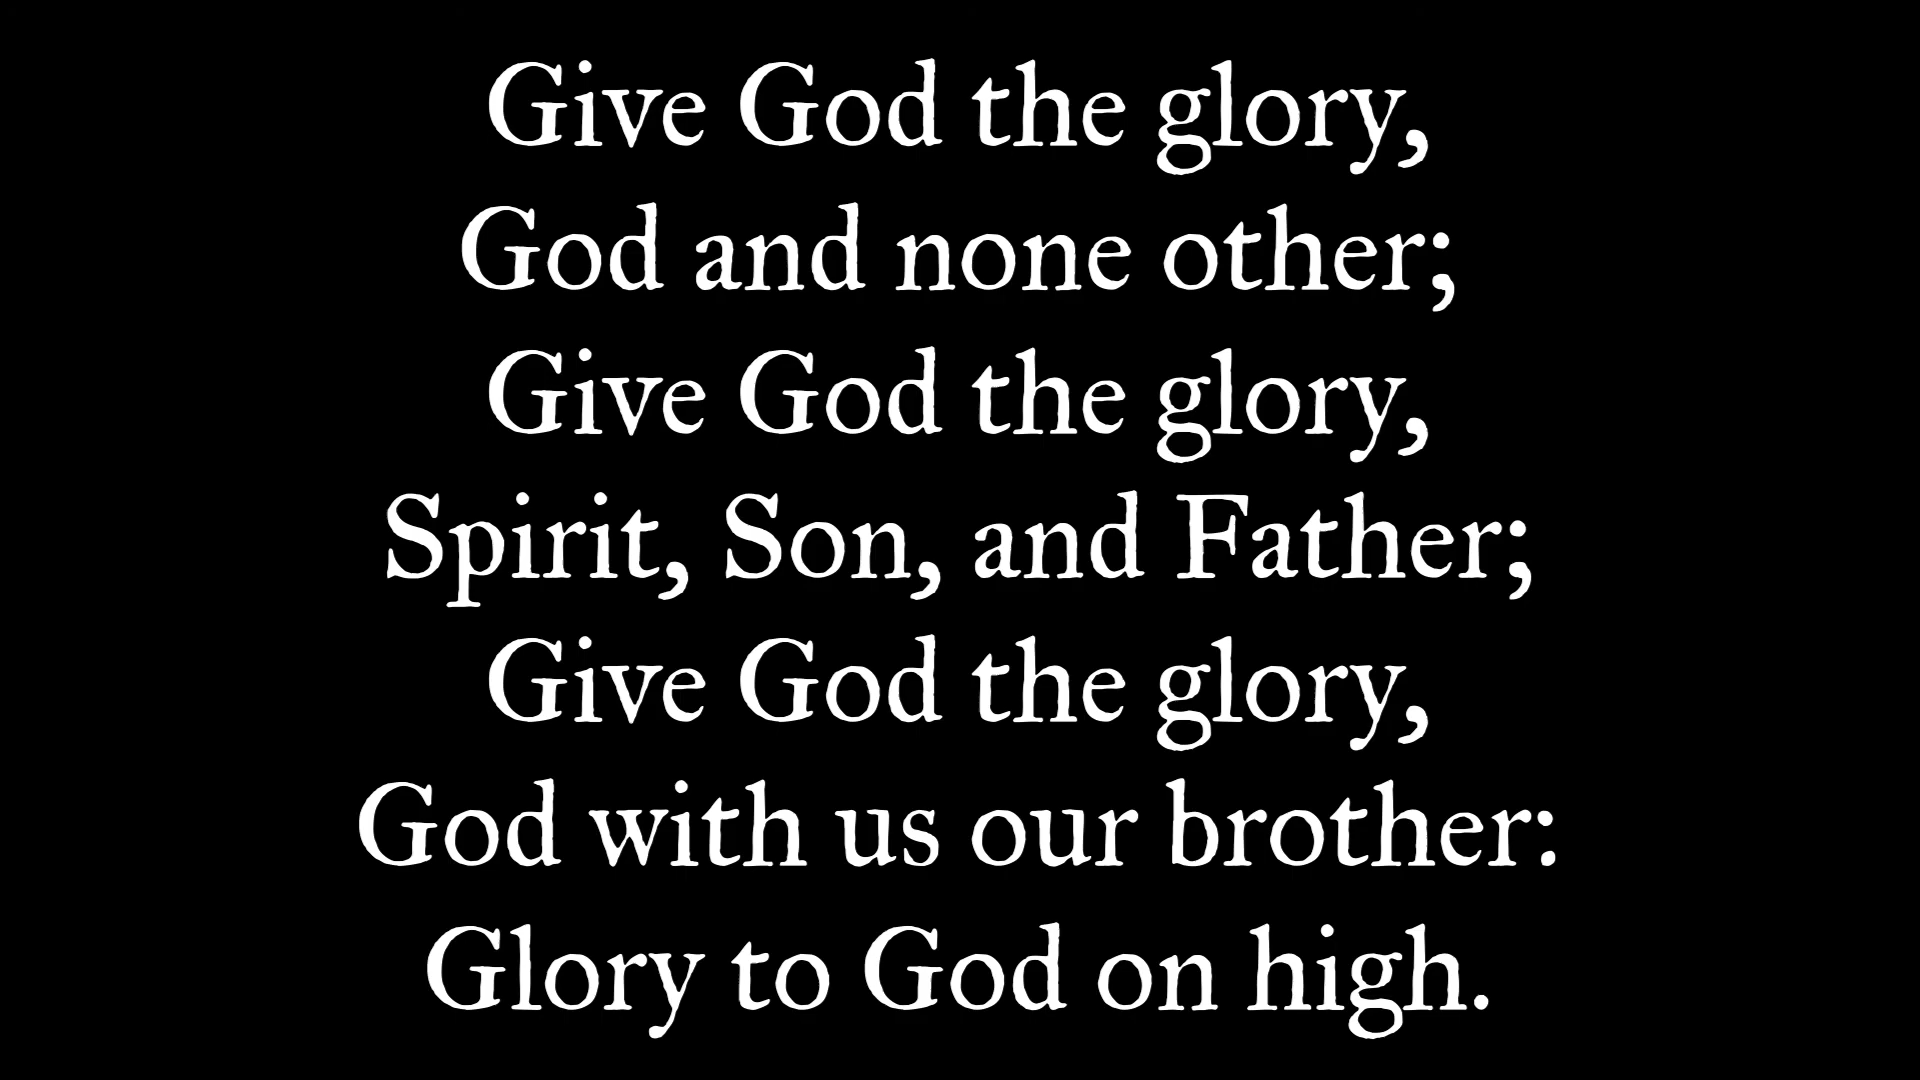 Give God the glory,
God and none other;
Give God the glory,
Spirit, Son, and Father;
Give God the glory,
God with us our brother:
Glory to God on high.